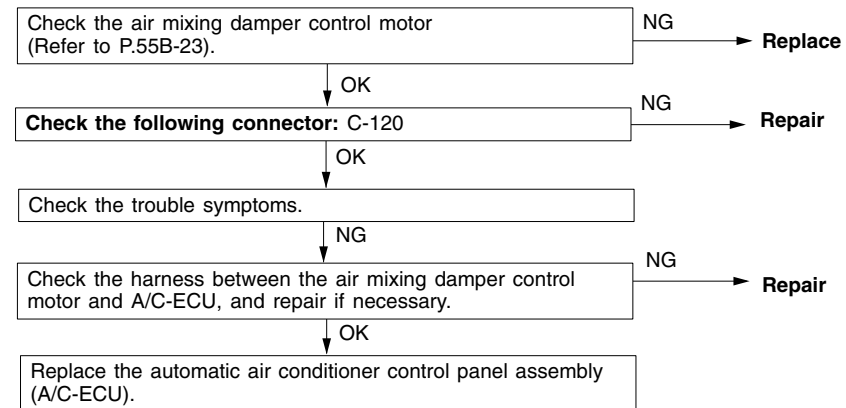 Check the air mixing damper control motor
(Refer to P.55B-23).
NG
Replace
OK
Check the following connector: C-120
NG
Repair
OK
Check the trouble symptoms.
NG
Check the harness between the air mixing damper control
motor and A/C-ECU, and repair if necessary.
NG
Repair
OK
Replace the automatic air conditioner control panel assembly
(A/C-ECU).